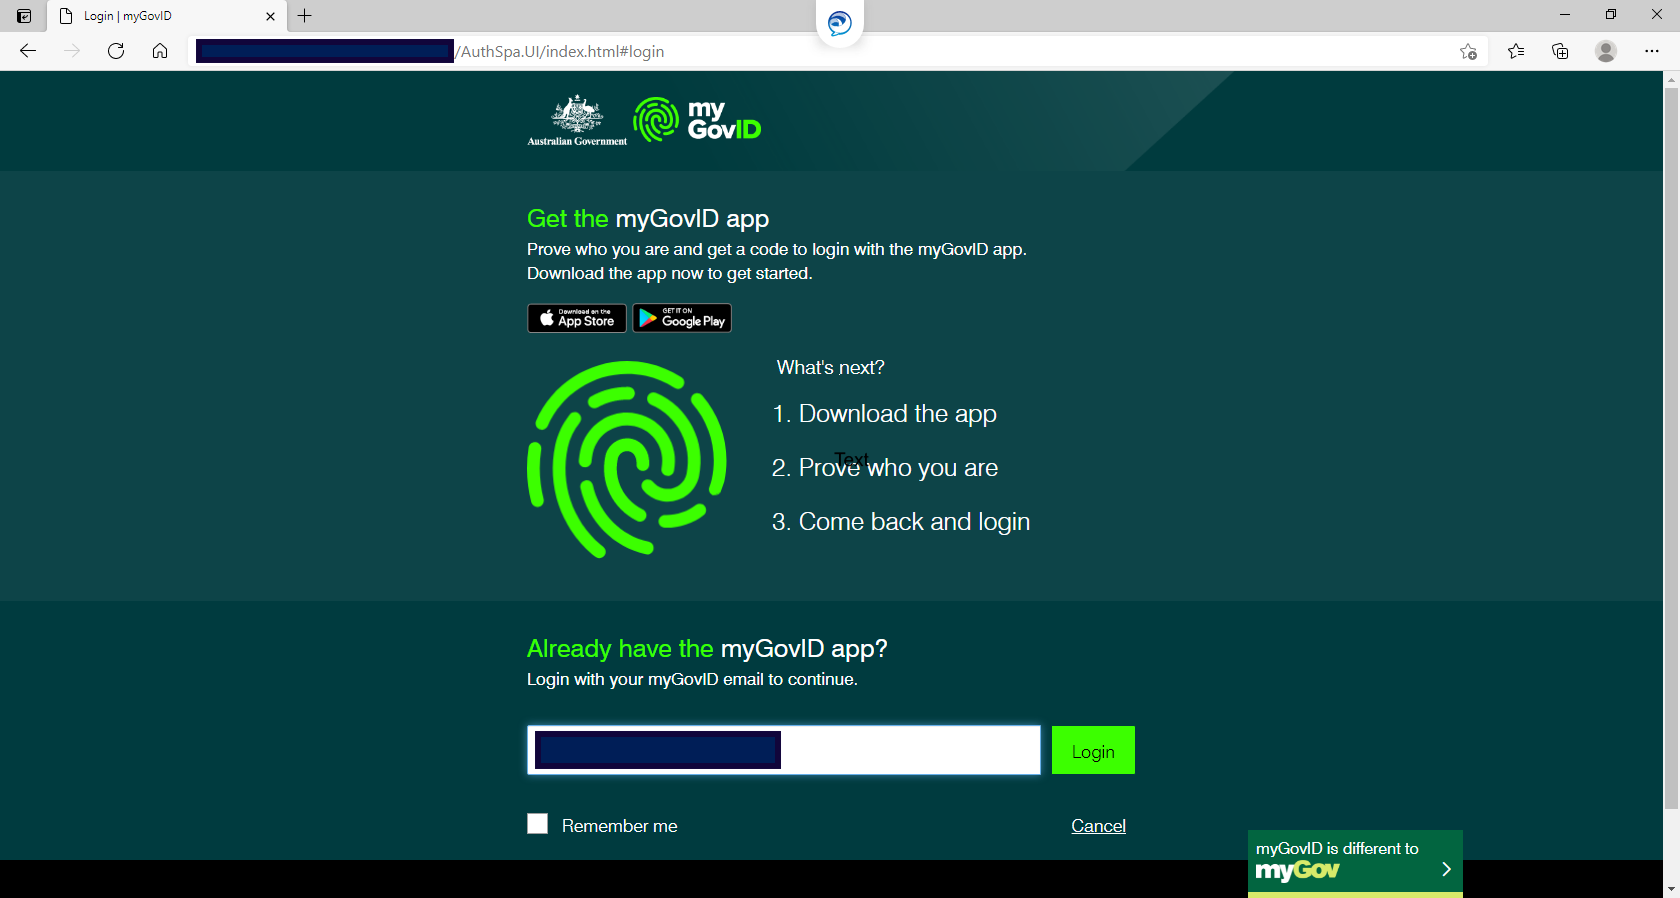 Login | myGovID
/AuthSpa.UI/index.html#login
Australian Government
my
GovID
Get the myGovID app
Prove who you are and get a code to login with the myGovID app.
Download the app now to get started.
Download on the
App Store
GET IT ON
Google Play
What's next?
1. Download the app
Text
2. Prove who you are
3. Come back and login
Already have the myGovID app?
Login with your myGovID email to continue.
Login
Remember me
Cancel
myGovID is different to
myGov